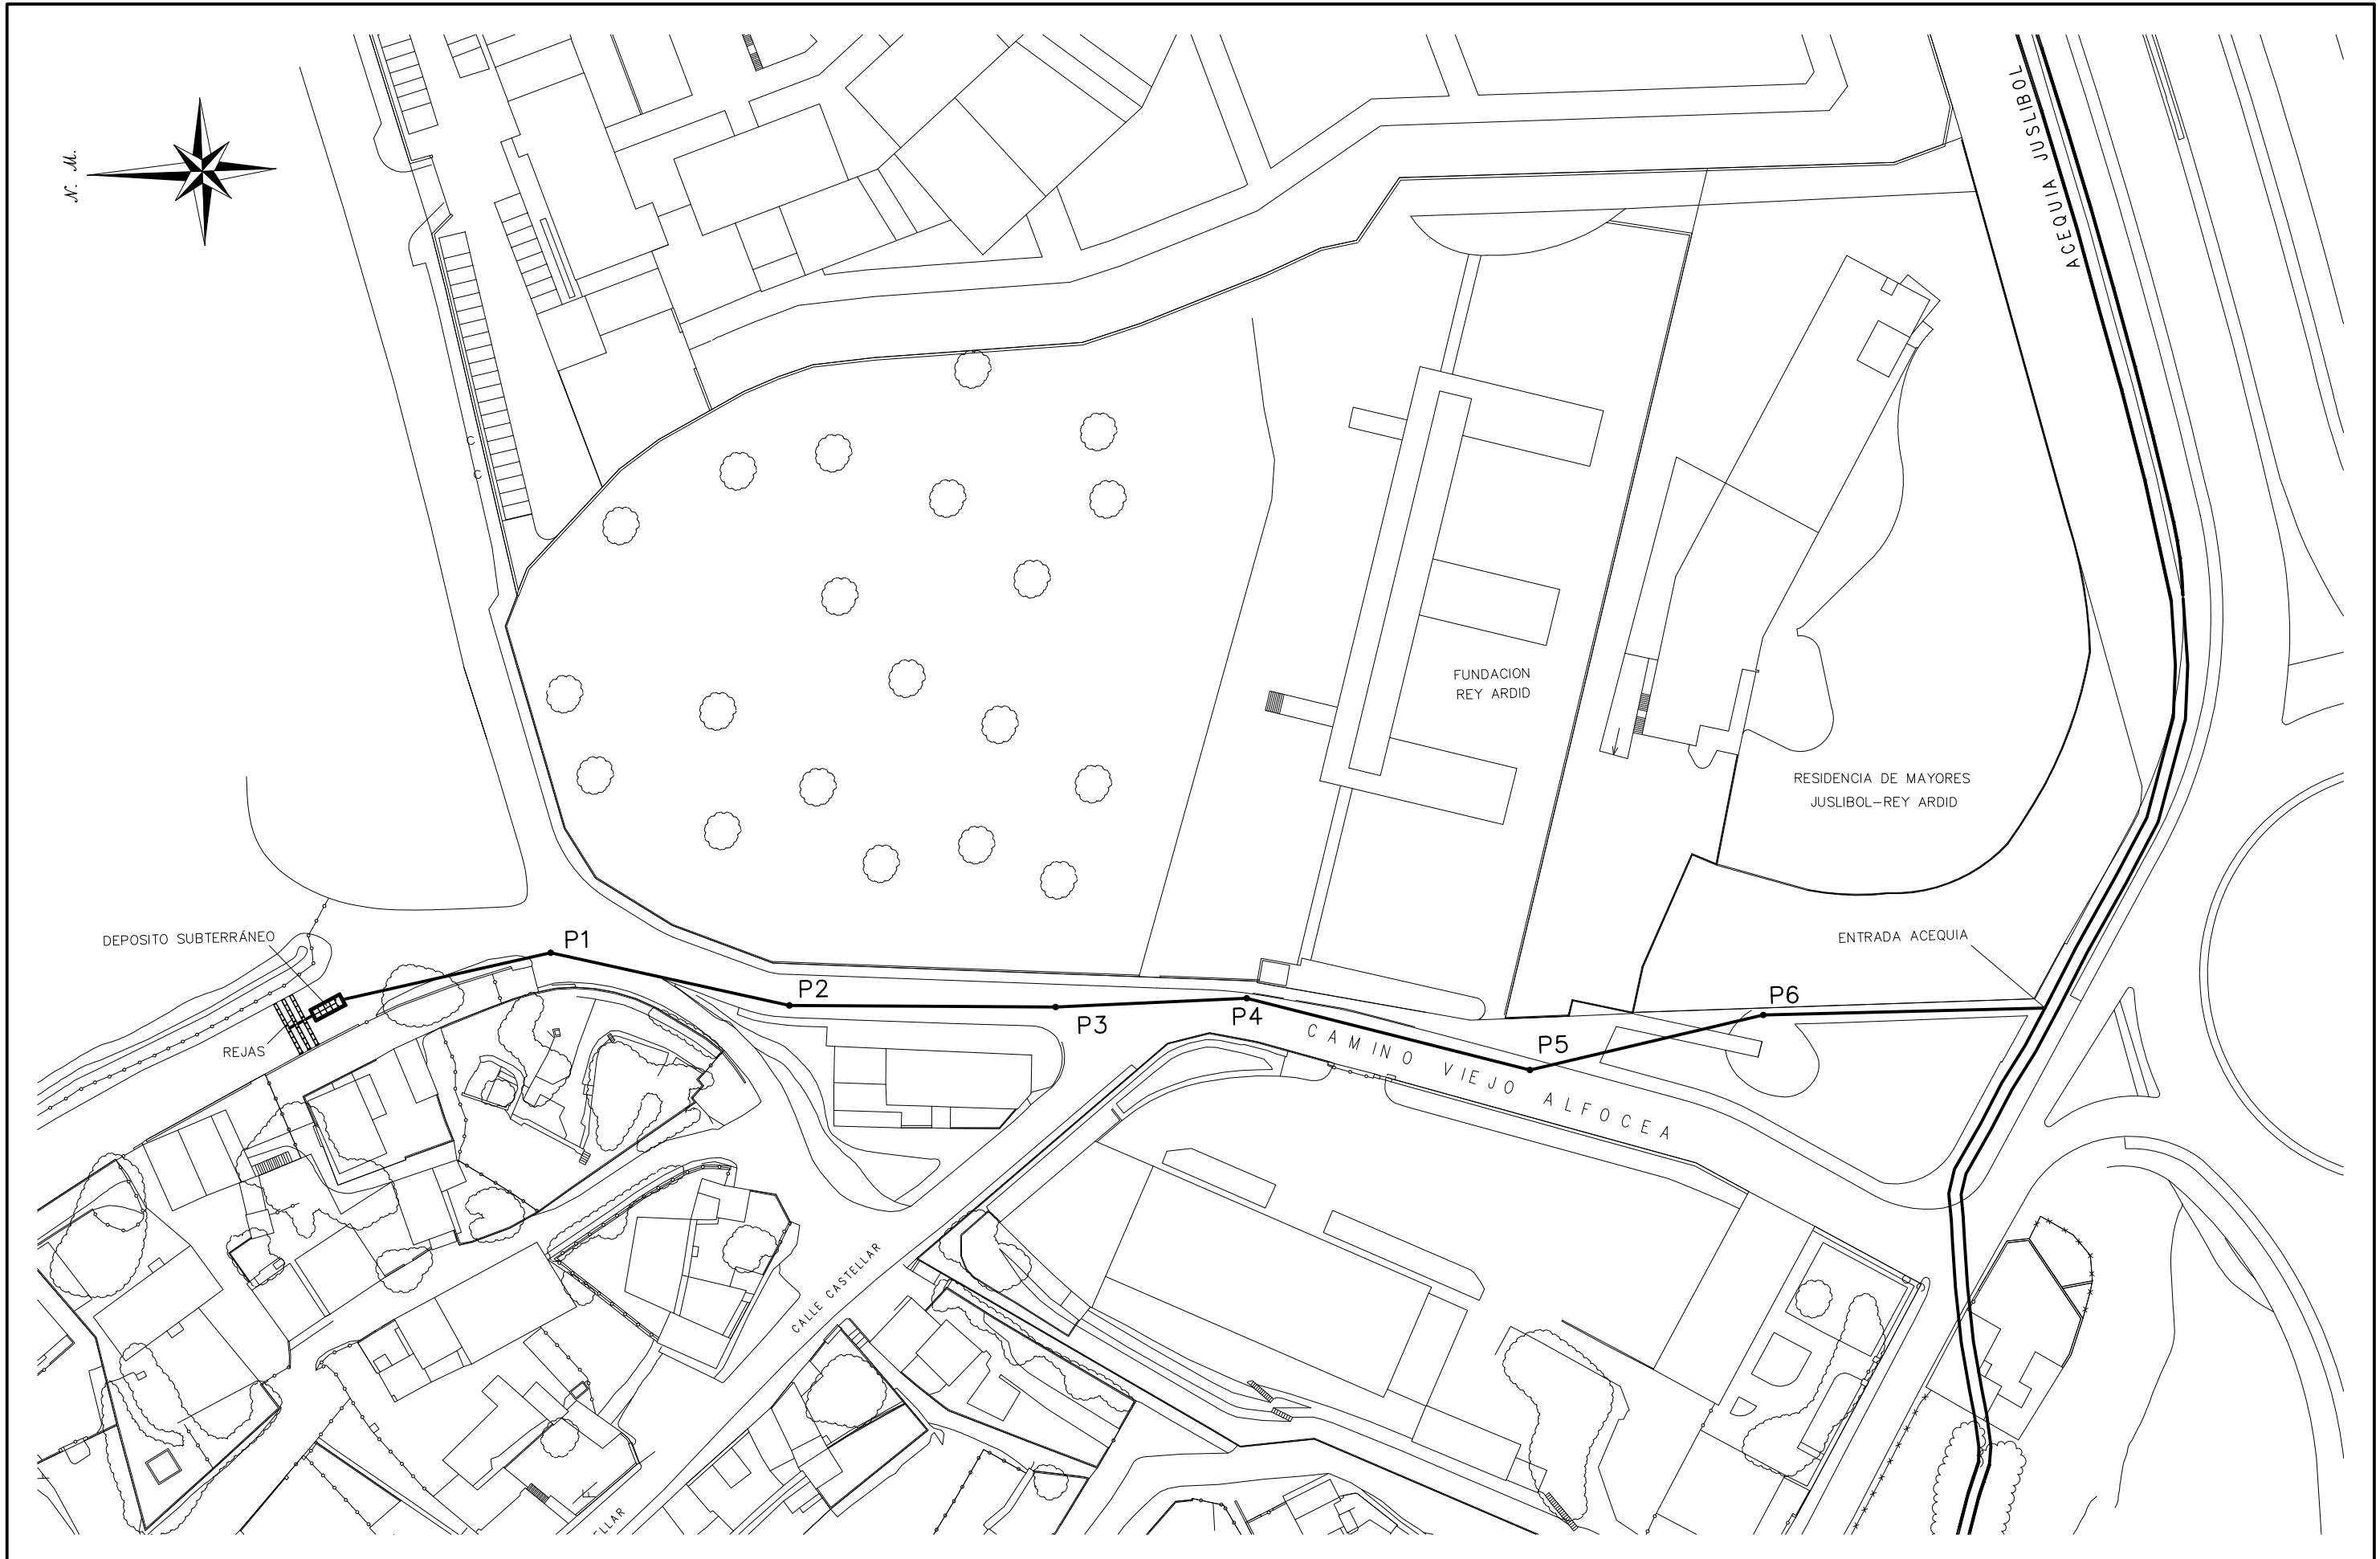 N. M.
ACEQUIA JUSLIBOL
C
C
FUNDACION
REY ARDID
RESIDENCIA DE MAYORES
JUSLIBOL-REY ARDID
DEPOSITO SUBTERRÁNEO
P1
ENTRADA ACEQUIA
P2
P3
P4
P6
REJAS
CAMINO VIEJO ALFOCEA
P5
CALLE CASTELLAR
ELLAR